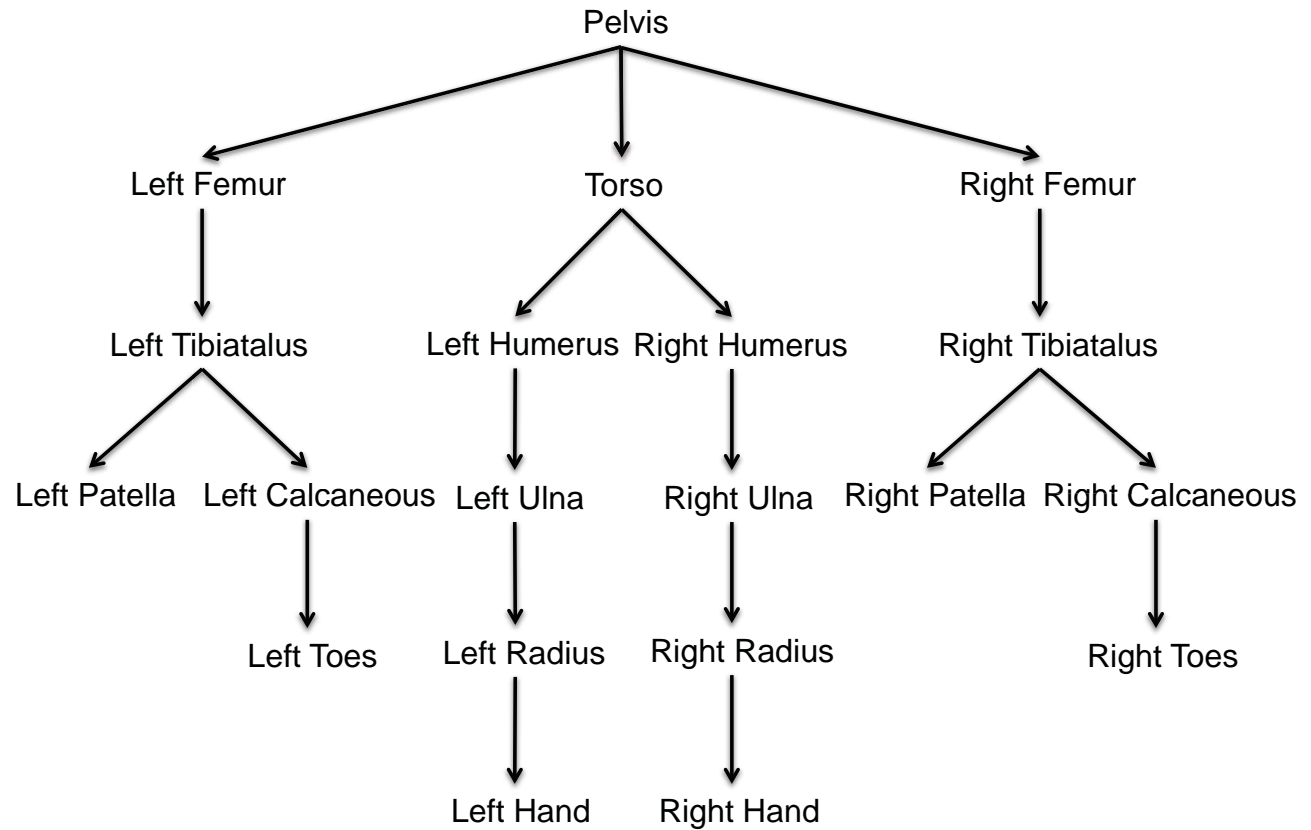 Pelvis
Left Femur
Torso
Right Femur
Left Tibiatalus
Left Humerus
Right Humerus
Right Tibiatalus
Left Patella
Left Calcaneous
Left Ulna
Right Ulna
Right Patella
Right Calcaneous
Left Toes
Left Radius
Right Radius
Right Toes
Left Hand
Right Hand